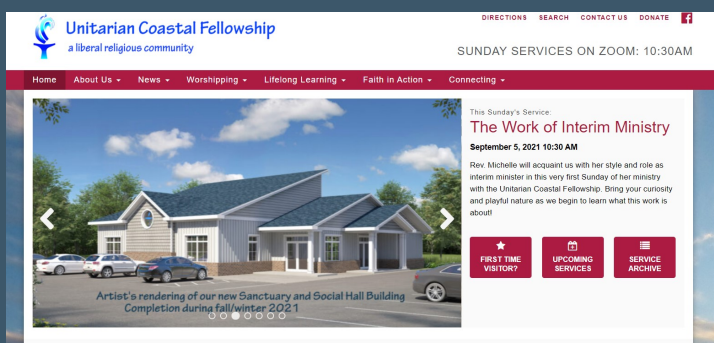 DIRECTIONS SEARCH CONTACT US DONATE
Unitarian Coastal Fellowship
a liberal religious community
SUNDAY SERVICES ON ZOOM: 10:30AM
Home About Us News Worshipping Lifelong Learning Faith in Action Connecting
This Sunday's Service:
The Work of Interim Ministry
September 5, 2021 10:30 AM
Rev. Michelle will acquaint us with her style and role as
interim minister in this very first Sunday of her ministry
with the Unitarian Coastal Fellowship. Bring your curiosity
and playful nature as we begin to learn what this work is
about!
FIRST TIME
VISITOR?
UPCOMING
SERVICES
SERVICE
ARCHIVE
Artist's rendering of our new Sanctuary and Social Hall Building
Completion during fall/winter 2021